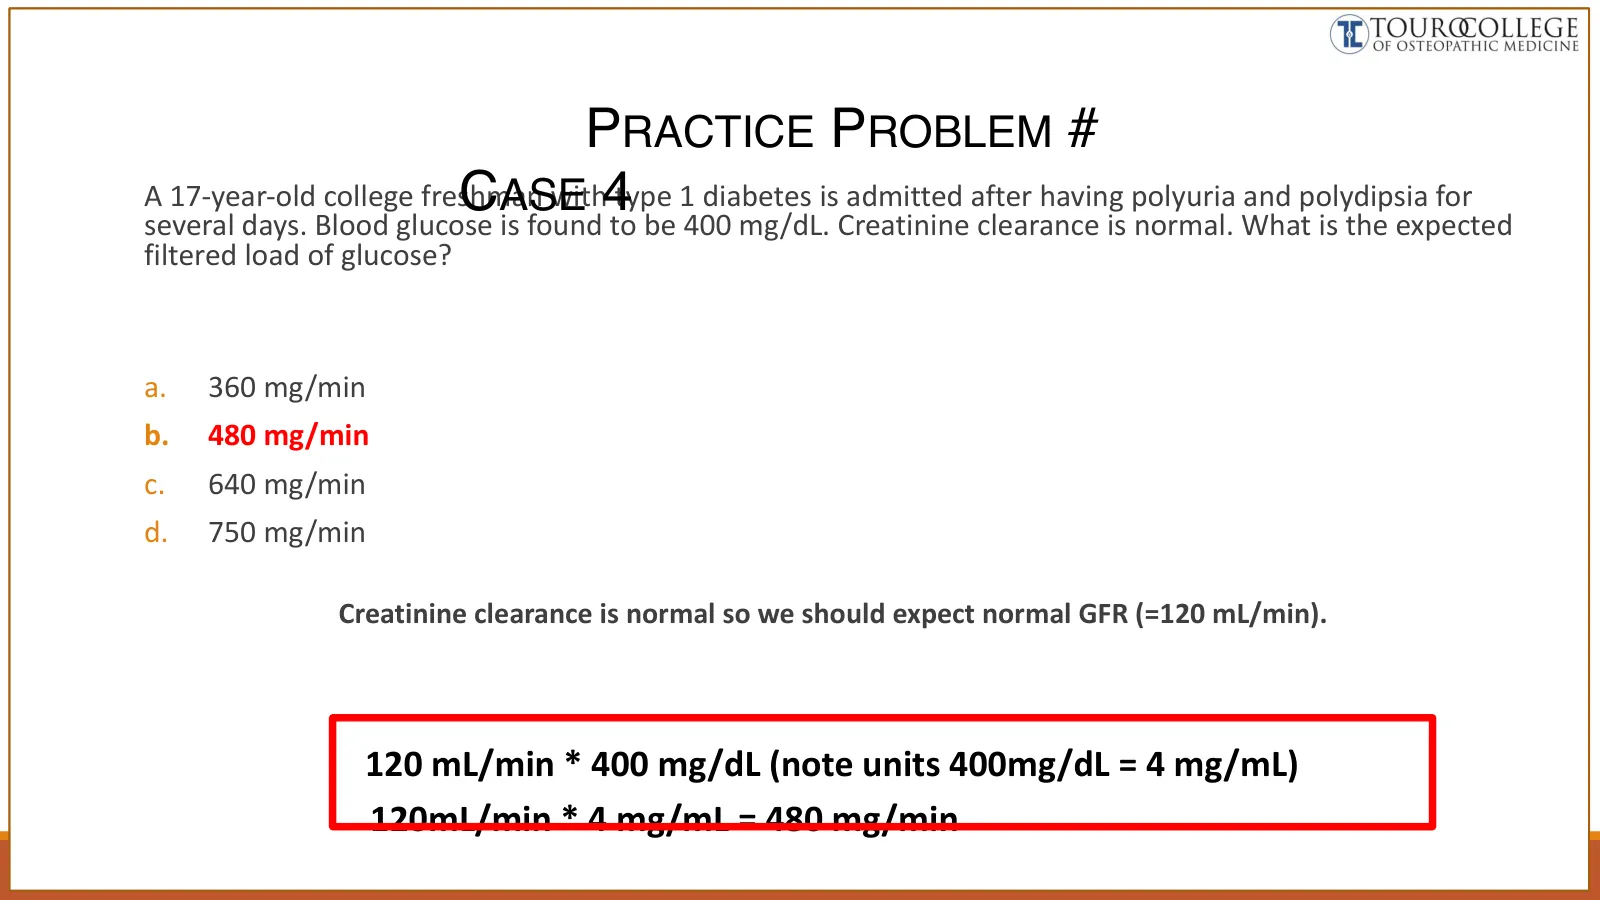 TOUROCOLLEGE
OF OSTEOPATHIC MEDICINE
PRACTICE PROBLEM #
CASE 4
A 17-year-old college freshman with type 1 diabetes is admitted after having polyuria and polydipsia for
several days. Blood glucose is found to be 400 mg/dL. Creatinine clearance is normal. What is the expected
filtered load of glucose?
a. 360 mg/min
b. 480 mg/min
c. 640 mg/min
d. 750 mg/min
Creatinine clearance is normal so we should expect normal GFR (=120 mL/min).
120 mL/min * 400 mg/dL (note units 400mg/dL = 4 mg/mL)
120mL/min * 4 mg/mL = 480 mg/min